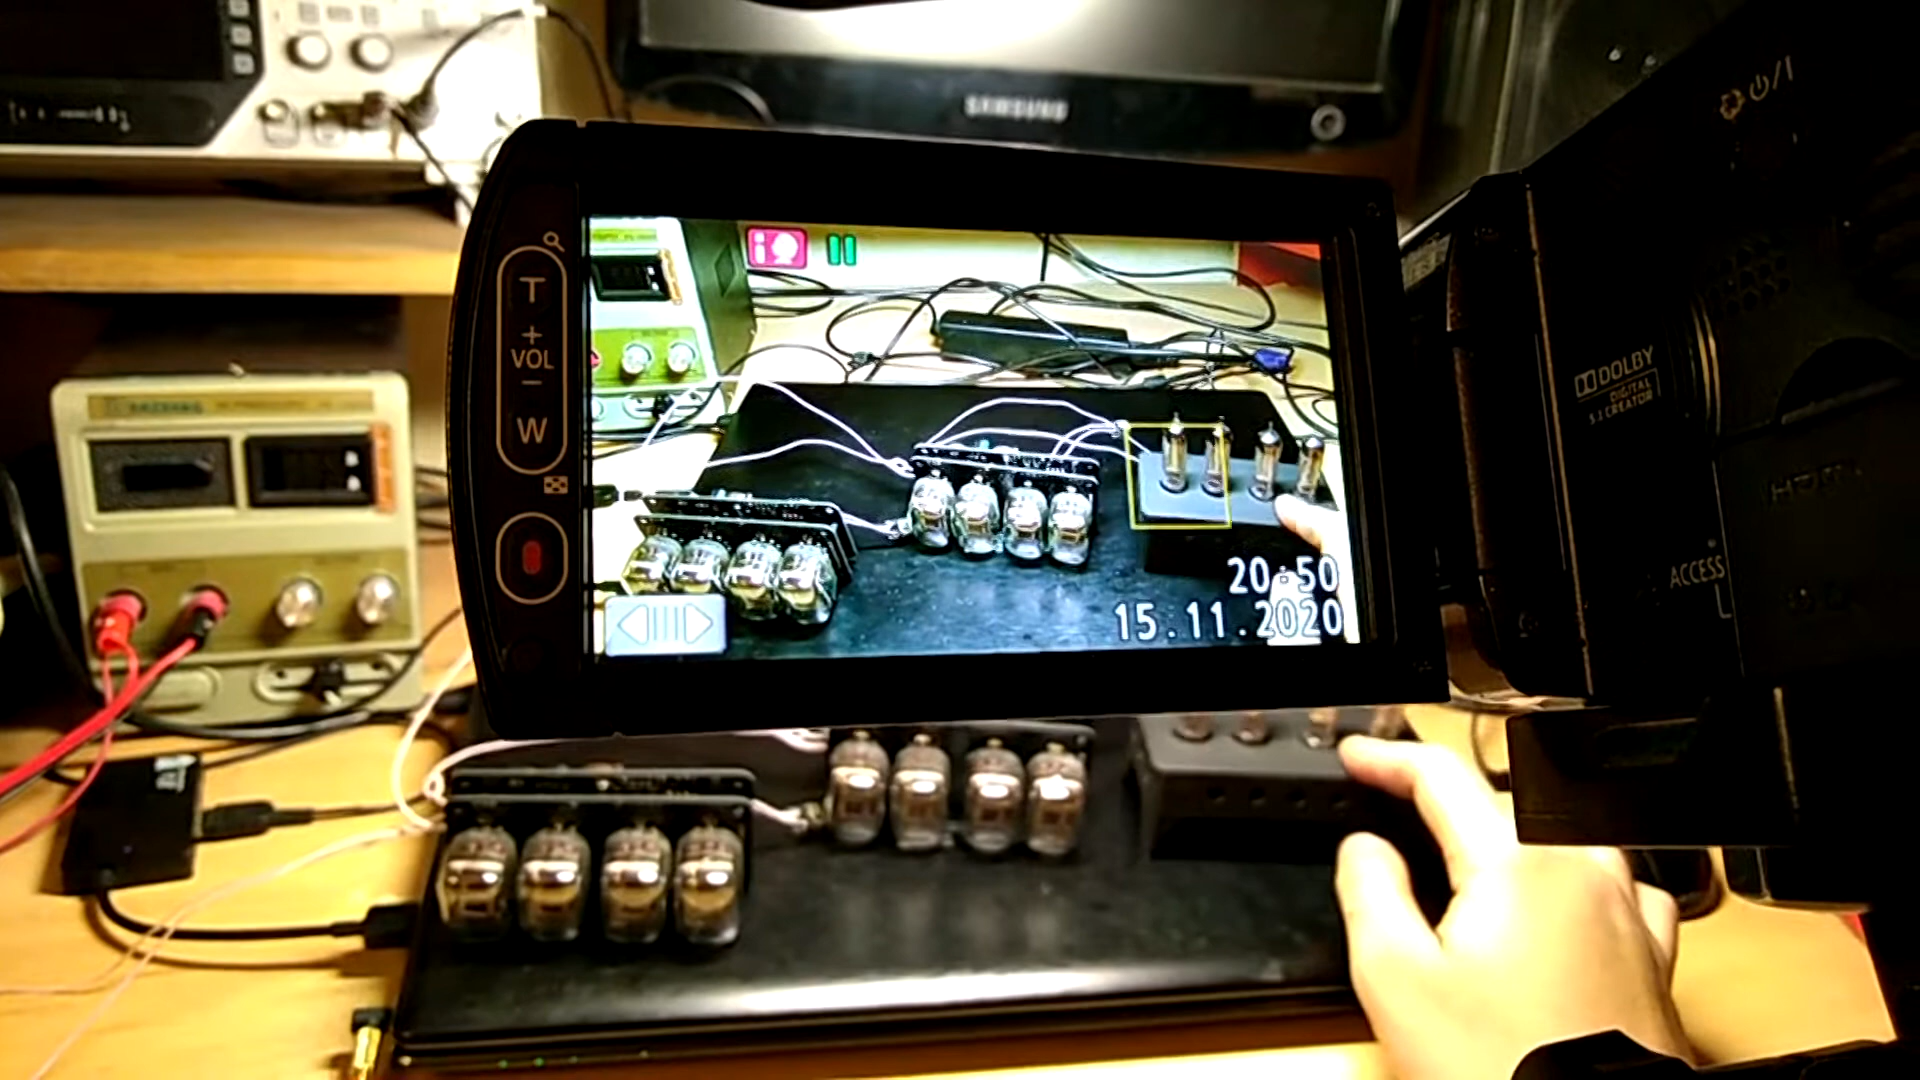 SAMSUNG
T
+
VOL
–
W
20:50
15.11.2020
DOLBY
DIGITAL
5.1 CREATOR
ACCESS